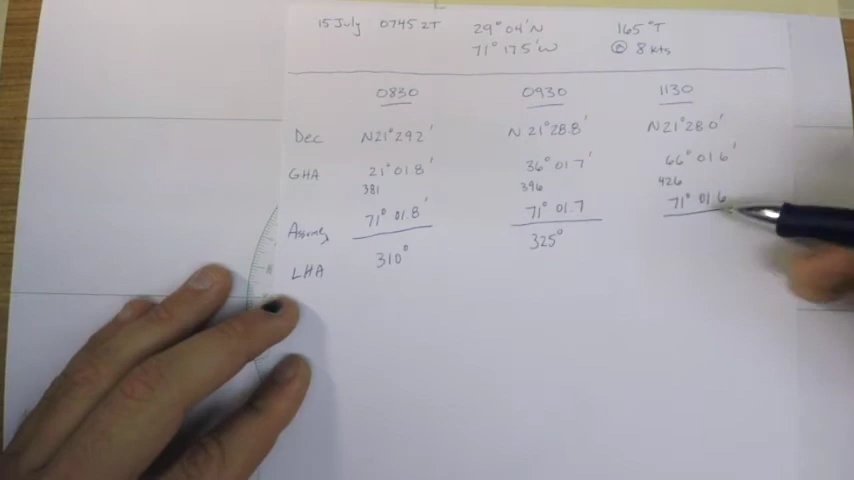 15 July 0745 ZT 29° 04' N 165° T
71° 17.5' W @ 8 kts
0830 0930 1130
Dec N 21° 29.2' N 21° 28.8' N 21° 28.0'
GHA 21° 01.8' 36° 01.7' 66° 01.6'
381 396 426
Assumλ 71° 01.8' 71° 01.7 71° 01.6
LHA 310° 325°